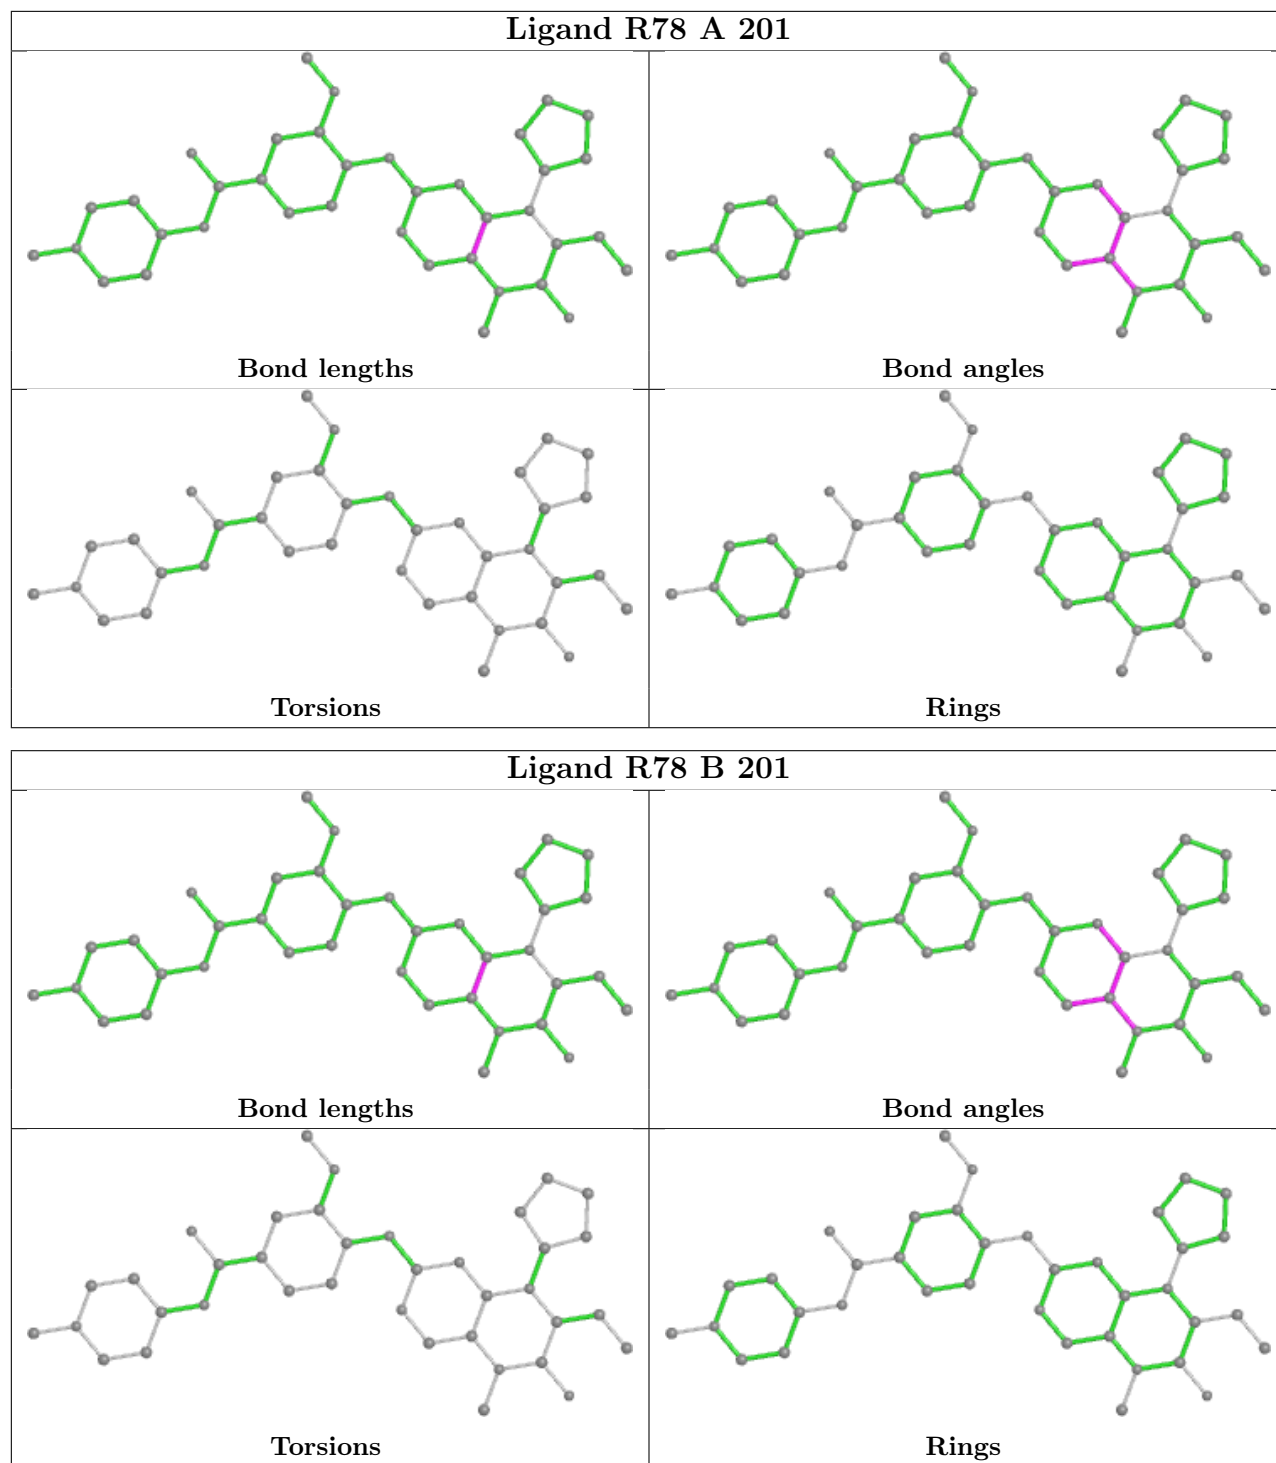 Ligand R78 A 201
Bond lengths
Bond angles
Torsions
Rings
Ligand R78 B 201
Bond lengths
Bond angles
Torsions
Rings